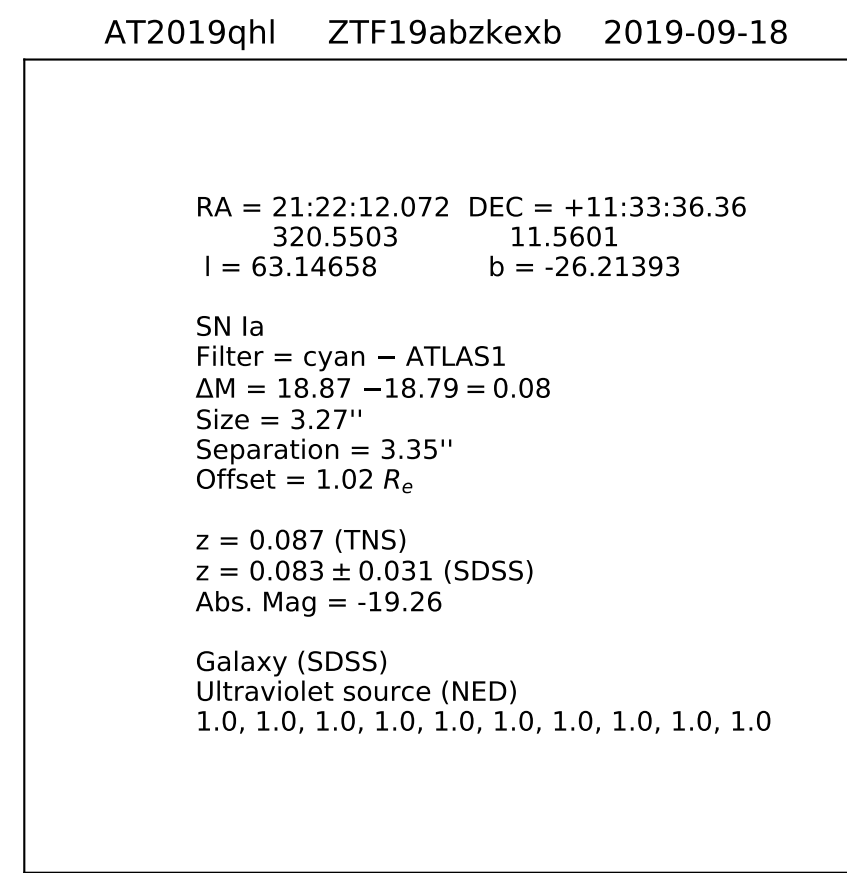 AT2019qhl ZTF19abzkexb 2019-09-18
RA = 21:22:12.072 DEC = +11:33:36.36
320.5503 11.5601
l = 63.14658 b = -26.21393
SN Ia
Filter = cyan − ATLAS1
ΔM = 18.87 −18.79 = 0.08
Size = 3.27''
Separation = 3.35''
Offset = 1.02 Rₑ
z = 0.087 (TNS)
z = 0.083 ± 0.031 (SDSS)
Abs. Mag = -19.26
Galaxy (SDSS)
Ultraviolet source (NED)
1.0, 1.0, 1.0, 1.0, 1.0, 1.0, 1.0, 1.0, 1.0, 1.0